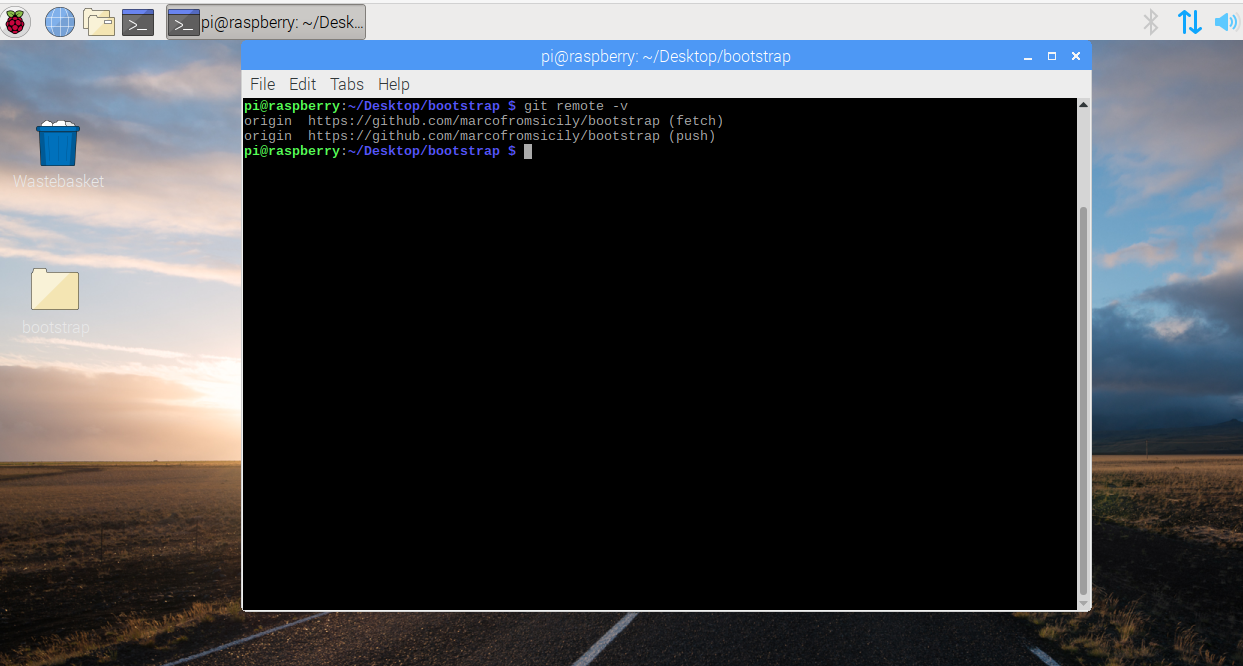 pi@raspberry: ~/Desk...
pi@raspberry: ~/Desktop/bootstrap
File Edit Tabs Help
pi@raspberry:~/Desktop/bootstrap $ git remote -v
origin  https://github.com/marcofromsicily/bootstrap (fetch)
origin  https://github.com/marcofromsicily/bootstrap (push)
pi@raspberry:~/Desktop/bootstrap $
Wastebasket
bootstrap